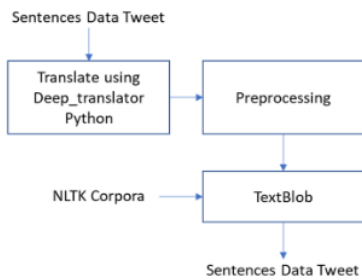 Sentences Data Tweet
Translate using
Deep_translator
Python
Preprocessing
NLTK Corpora
TextBlob
Sentences Data Tweet